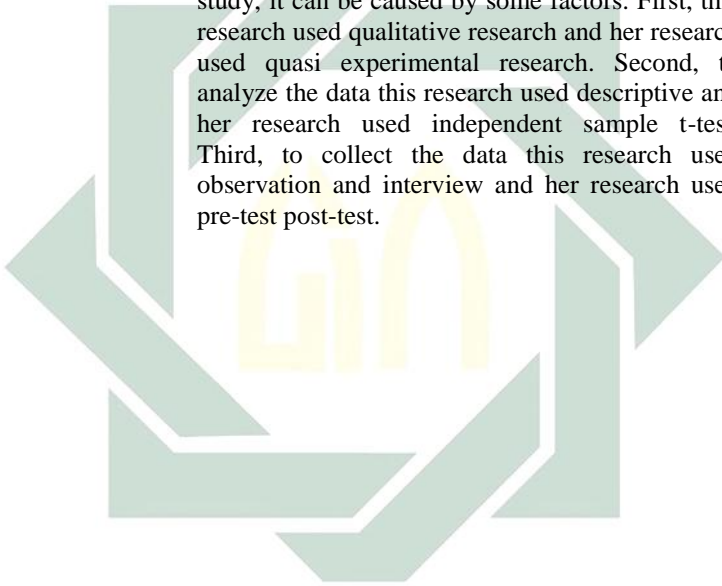 study, it can be caused by some factors. First, thi
research used qualitative research and her researc
used quasi experimental research. Second, t
analyze the data this research used descriptive an
her research used independent sample t-tes
Third, to collect the data this research use
observation and interview and her research use
pre-test post-test.